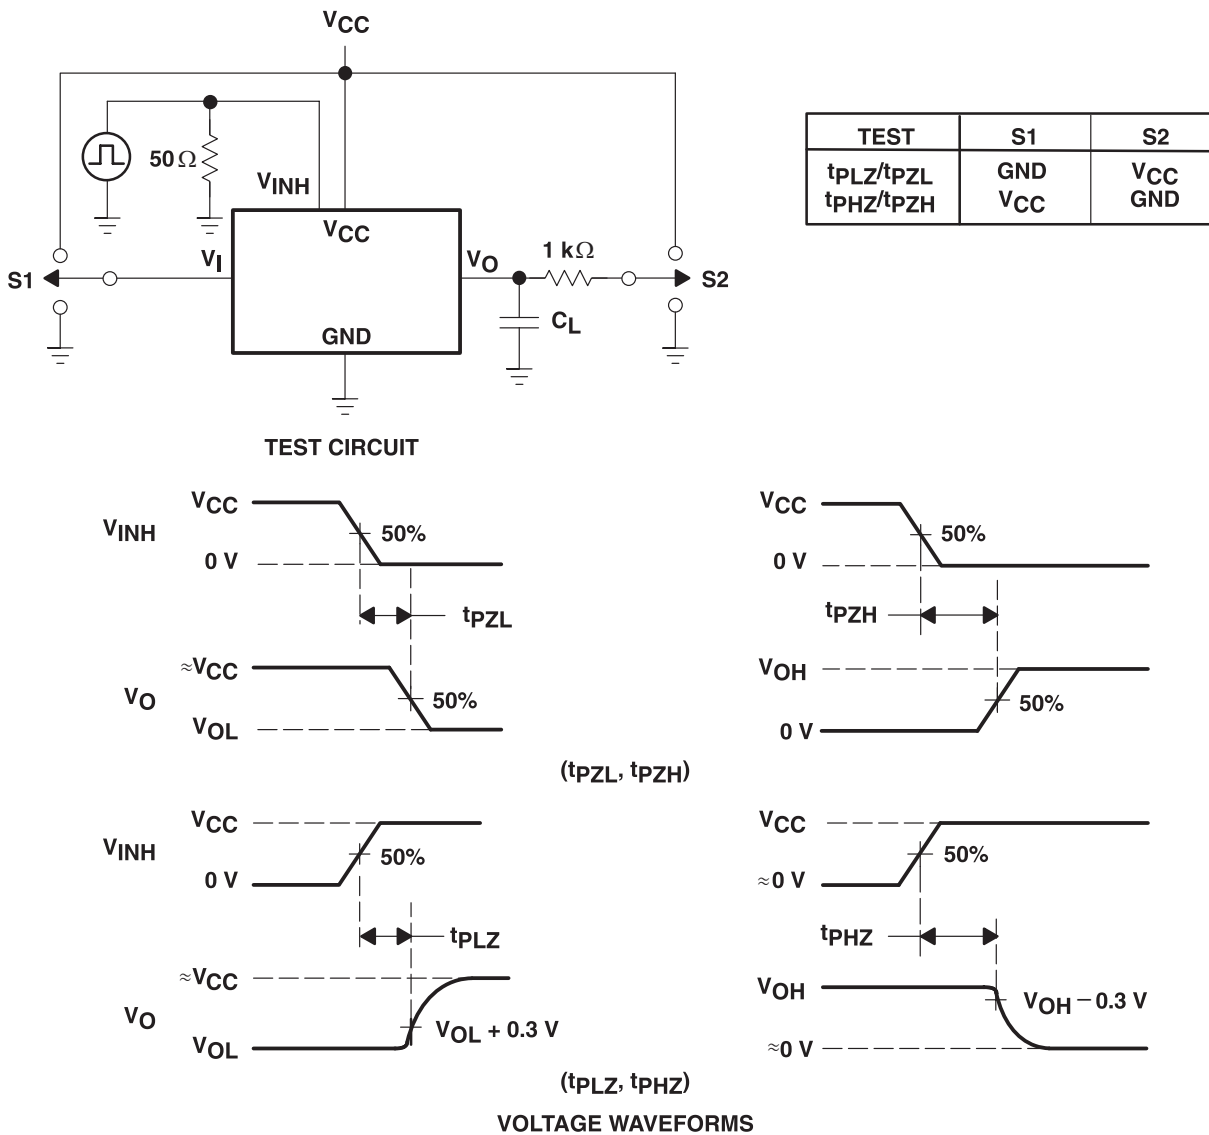 VCC
50 Ω
VINH
VCC
VI
VO
1 kΩ
S1
S2
CL
GND
TEST S1 S2
tPLZ/tPZL GND VCC
tPHZ/tPZH VCC GND
TEST CIRCUIT
VINH
VCC
50%
0 V
tPZL
VO
≈VCC
50%
VOL
VCC
50%
0 V
tPZH
VOH
50%
0 V
(tPZL, tPZH)
VINH
VCC
50%
0 V
tPLZ
VO
≈VCC
VOL + 0.3 V
VOL
VCC
50%
≈0 V
tPHZ
VOH
VOH − 0.3 V
≈0 V
(tPLZ, tPHZ)
VOLTAGE WAVEFORMS